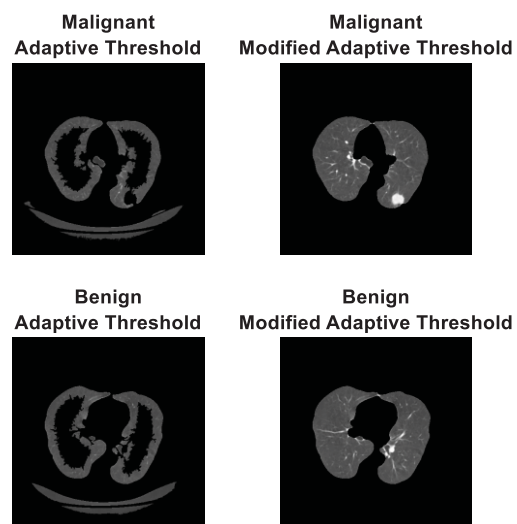 Malignant
Adaptive Threshold
Malignant
Modified Adaptive Threshold
Benign
Adaptive Threshold
Benign
Modified Adaptive Threshold